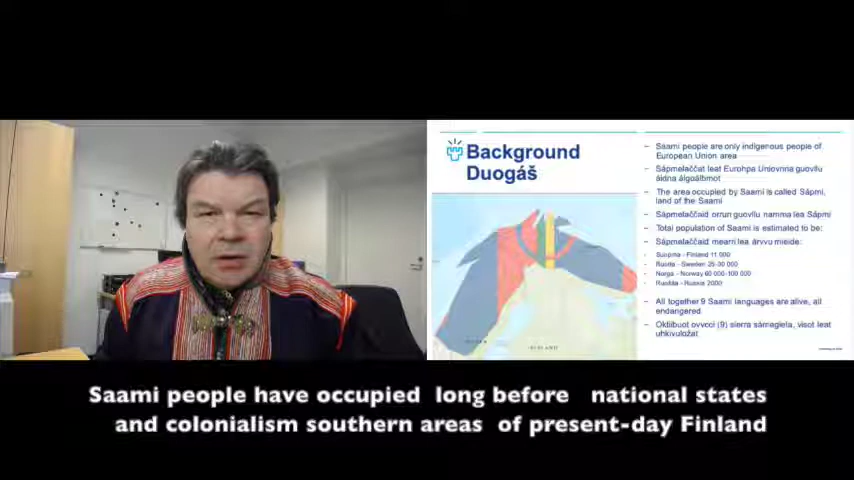 Background
Duogáš
– Saami people are only indigenous people of
European Union area
– Sápmelaččat leat Eurohpa Uniovnna guovllu
áidna álgoálbmot
– The area occupied by Saami is called Sápmi,
land of the Saami
– Sápmelaččaid orrun guovllu namma lea Sápmi
– Total population of Saami is estimated to be:
– Sápmelaččaid mearri lea árvvu mielde:
- Suopma - Finland 11 000
- Ruoŧŧa - Sweden 25-30 000
- Norga - Norway 60 000-100 000
- Ruošša - Russia 2000
– All together 9 Saami languages are alive, all
endangered
– Oktiibuot ovvcci (9) sierra sámegiela, visot leat
uhkivuložat
FINLAND
Saami people have occupied long before national states
and colonialism southern areas of present-day Finland